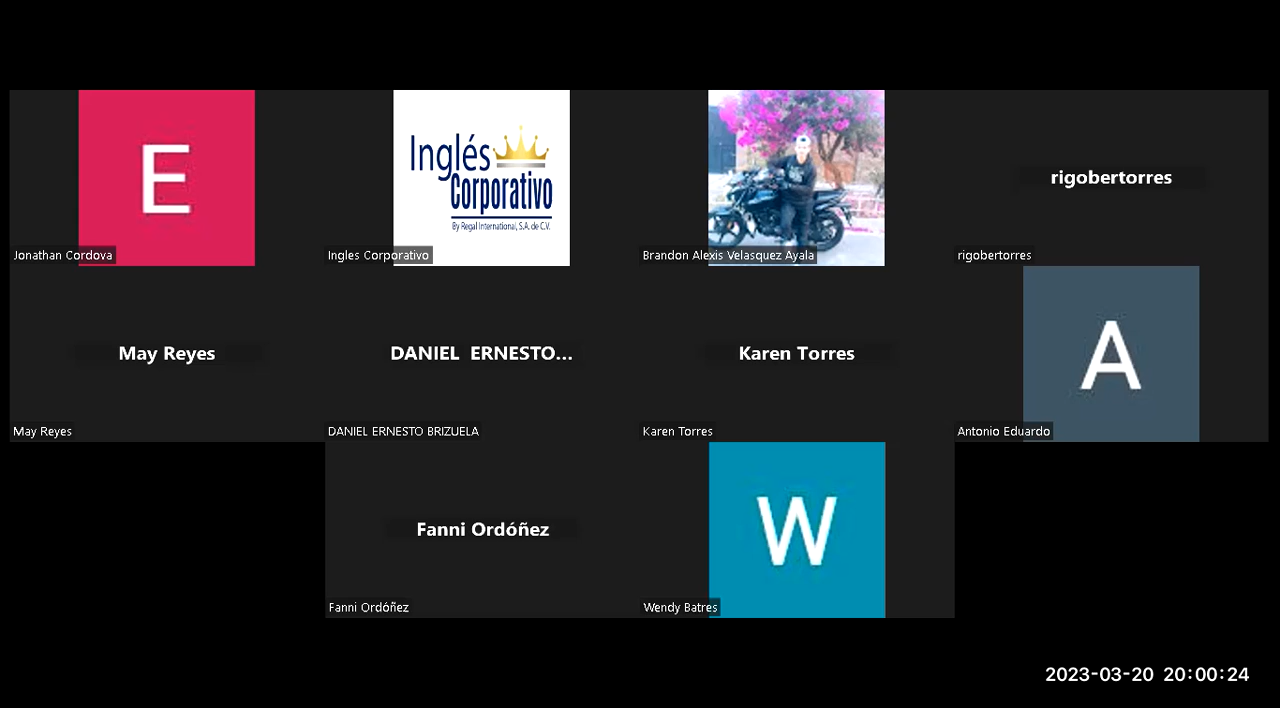 E
Jonathan Cordova
Inglés
Corporativo
By Regal International, S.A. de C.V.
Ingles Corporativo
Brandon Alexis Velasquez Ayala
rigobertorres
rigobertorres
May Reyes
May Reyes
DANIEL ERNESTO...
DANIEL ERNESTO BRIZUELA
Karen Torres
Karen Torres
A
Antonio Eduardo
Fanni Ordóñez
Fanni Ordóñez
W
Wendy Batres
2023-03-20 20:00:24